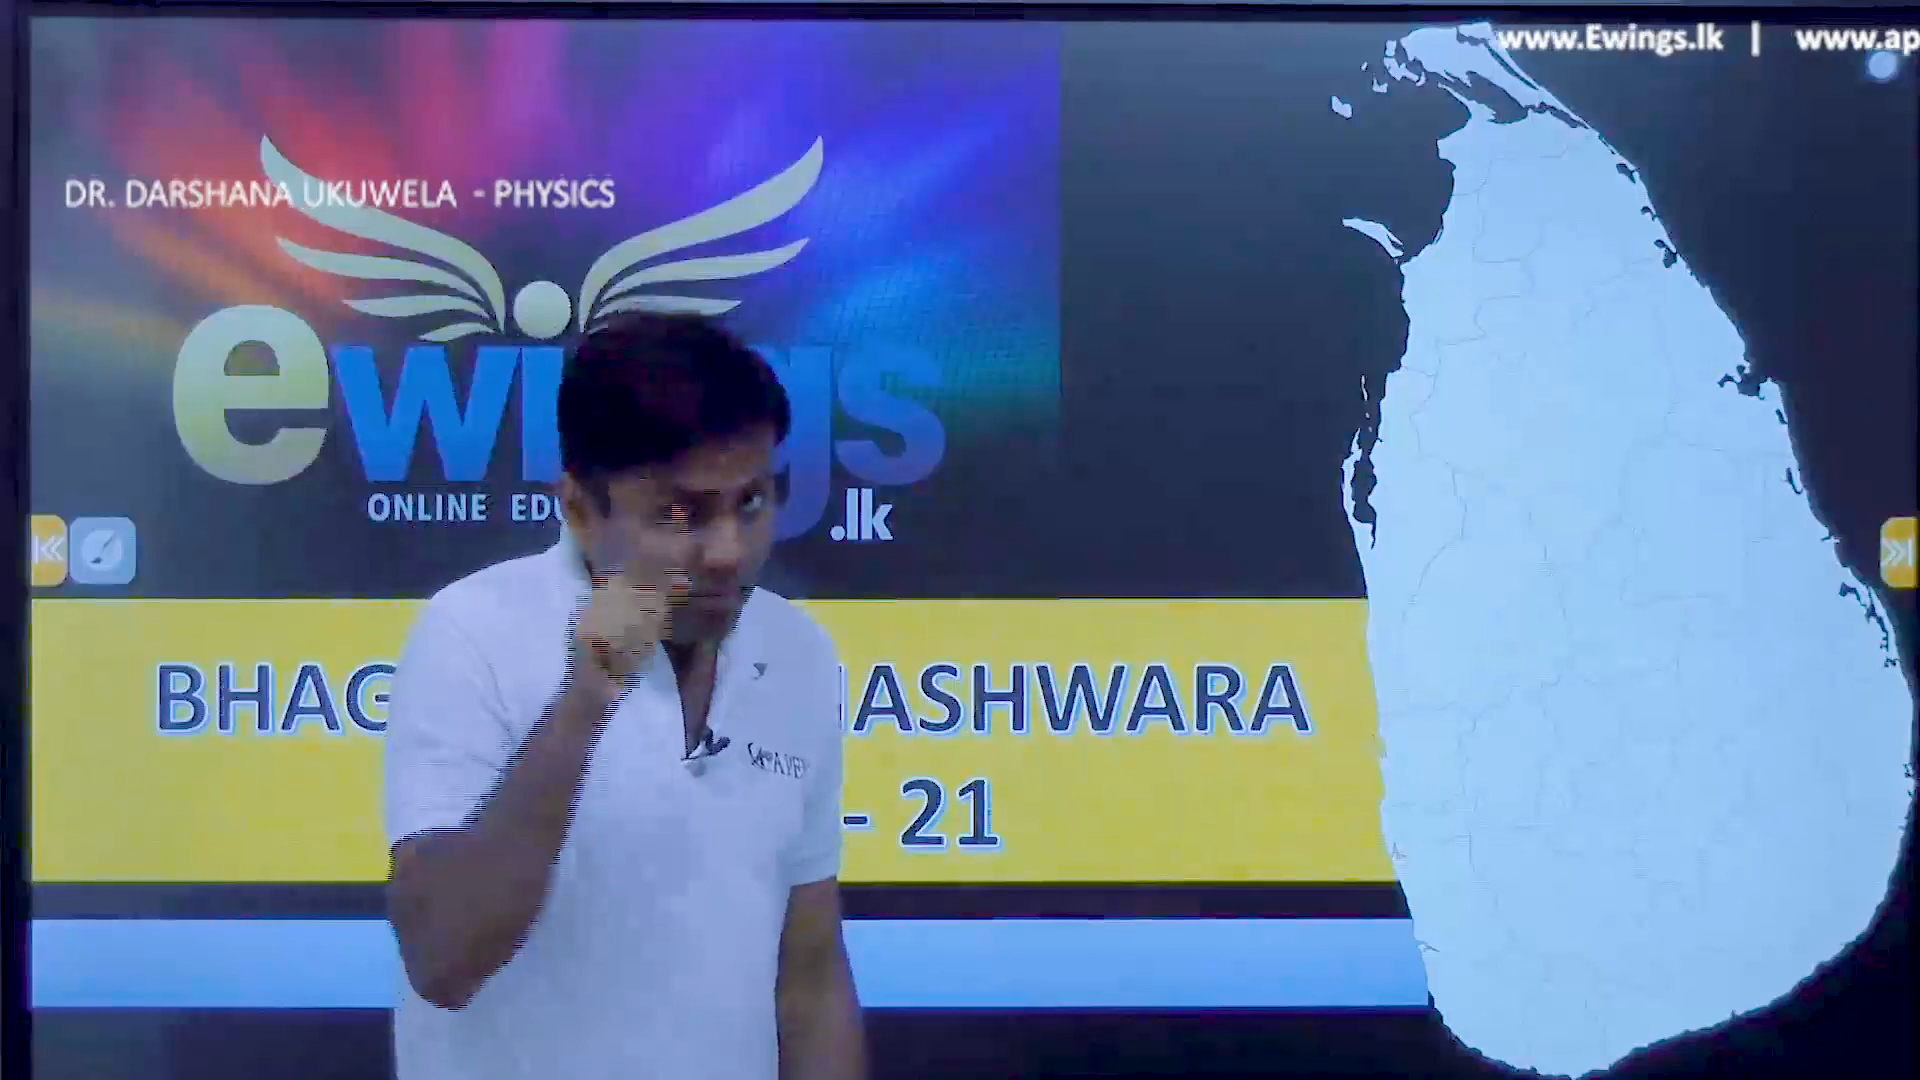 www.Ewings.lk | www.ap
DR. DARSHANA UKUWELA - PHYSICS
ewings
ONLINE EDU
.lk
BHAG ASHWARA
- 21